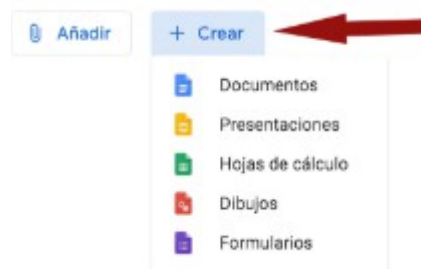 Añadir + Crear
Documentos
Presentaciones
Hojas de cálculo
Dibujos
Formularios